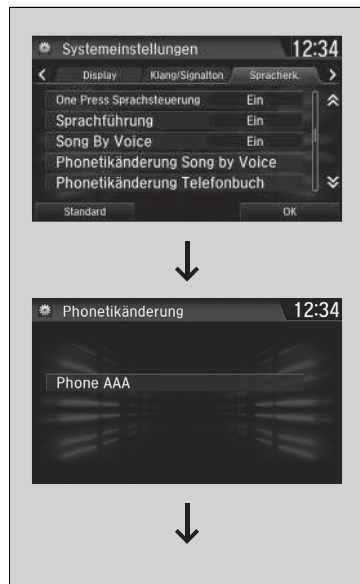 Systemeinstellungen 12:34
Display Klang/Signalton Spracherk.
One Press Sprachsteuerung Ein
Sprachführung Ein
Song By Voice Ein
Phonetikänderung Song by Voice
Phonetikänderung Telefonbuch
Standard OK
Phonetikänderung 12:34
Phone AAA